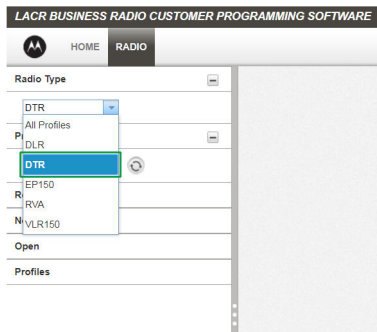 LACR BUSINESS RADIO CUSTOMER PROGRAMMING SOFTWARE
HOME RADIO
Radio Type
DTR
All Profiles
DLR
DTR
EP150
RVA
VLR150
Open
Profiles